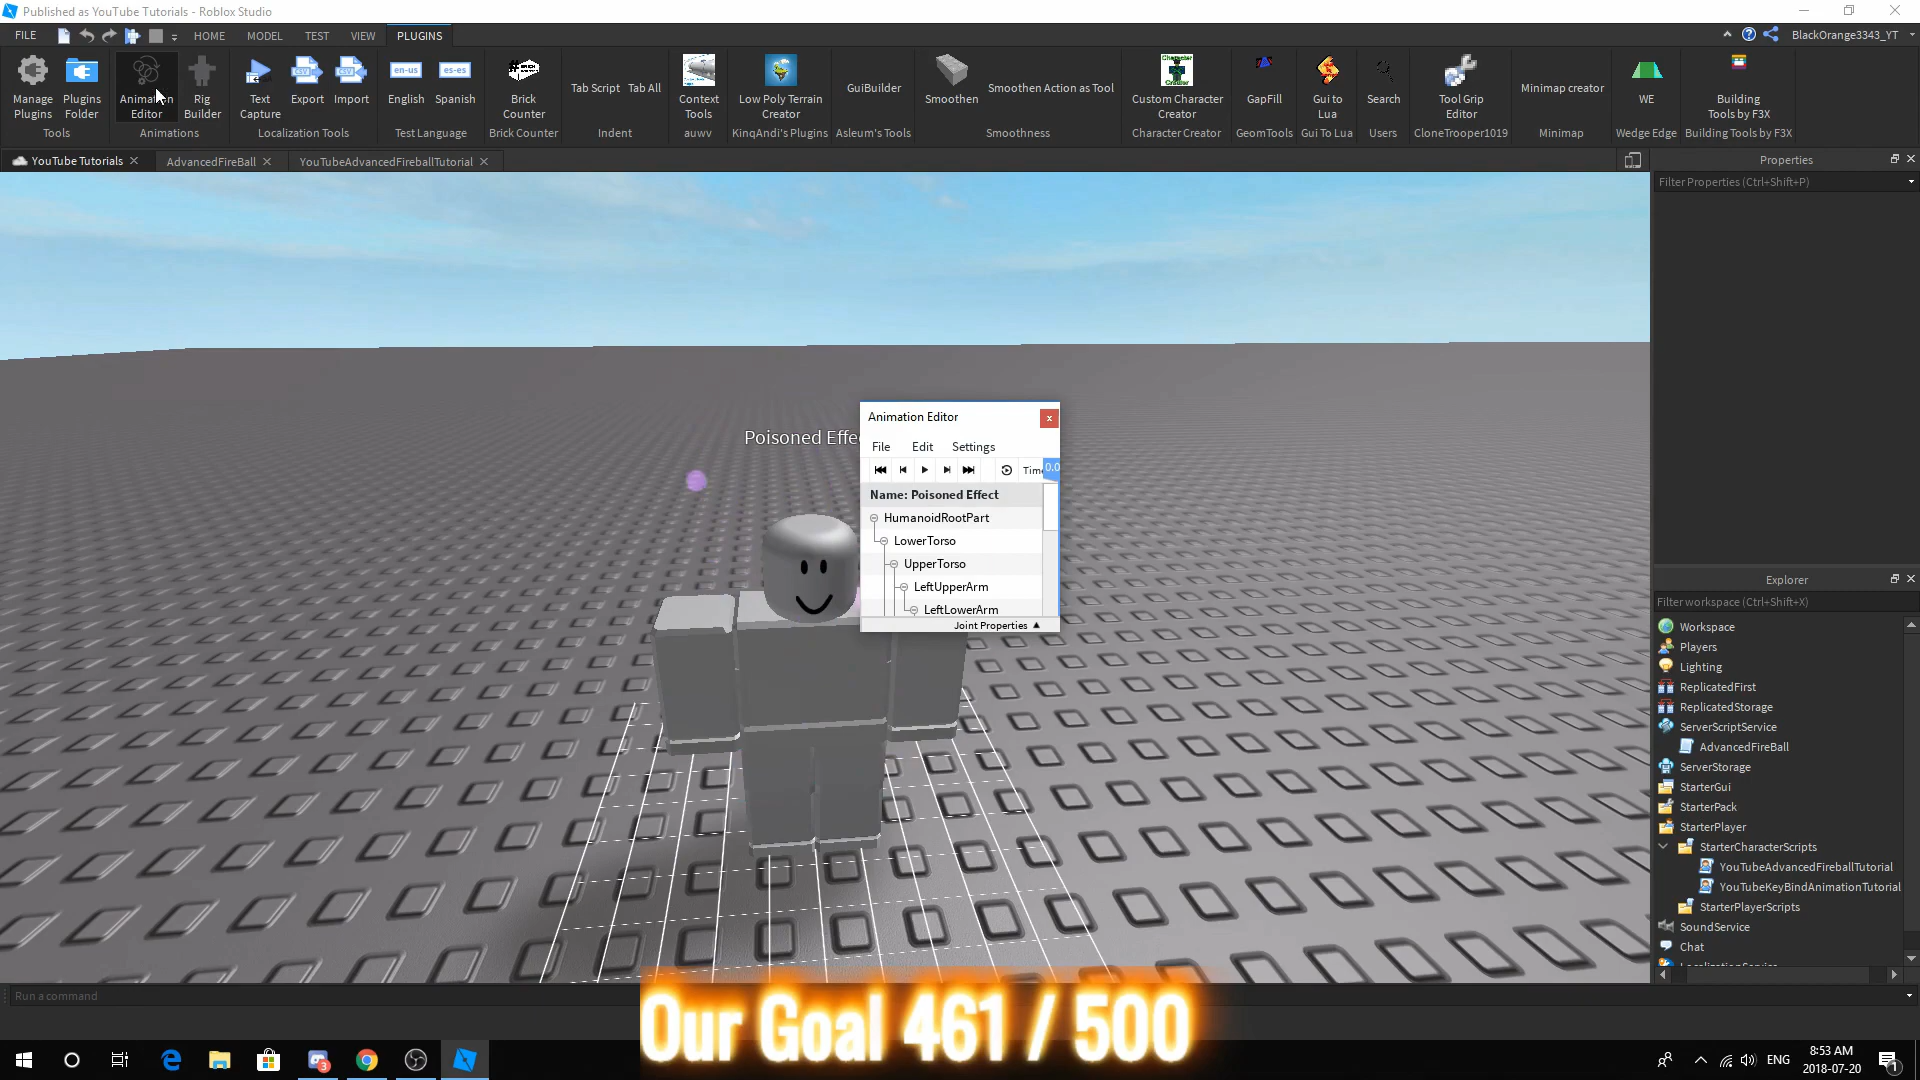 Published as YouTube Tutorials - Roblox Studio
FILE HOME MODEL TEST VIEW PLUGINS BlackOrange3343_YT
Manage Plugins
Plugins Folder
Tools
Animation Editor
Rig Builder
Animations
Text Capture
Export
Import
Localization Tools
en-us
English
es-es
Spanish
Test Language
Brick Counter
Brick Counter
Tab Script Tab All
Indent
Context Tools
auwv
Low Poly Terrain Creator
KinqAndi's Plugins
GuiBuilder
Asleum's Tools
Smoothen
Smoothen Action as Tool
Smoothness
Custom Character Creator
Character Creator
GapFill
GeomTools
Gui to Lua
Gui To Lua
Search
Users
Tool Grip Editor
CloneTrooper1019
Minimap creator
Minimap
WE
Wedge Edge
Building Tools by F3X
Building Tools by F3X
YouTube Tutorials AdvancedFireBall YouTubeAdvancedFireballTutorial
Properties
Filter Properties (Ctrl+Shift+P)
Poisoned Effe
Animation Editor
File Edit Settings
Tim 0.0
Name: Poisoned Effect
HumanoidRootPart
LowerTorso
UpperTorso
LeftUpperArm
LeftLowerArm
Joint Properties
Explorer
Filter workspace (Ctrl+Shift+X)
Workspace
Players
Lighting
ReplicatedFirst
ReplicatedStorage
ServerScriptService
AdvancedFireBall
ServerStorage
StarterGui
StarterPack
StarterPlayer
StarterCharacterScripts
YouTubeAdvancedFireballTutorial
YouTubeKeyBindAnimationTutorial
StarterPlayerScripts
SoundService
Chat
Run a command
Our Goal 461 / 500
ENG
8:53 AM
2018-07-20